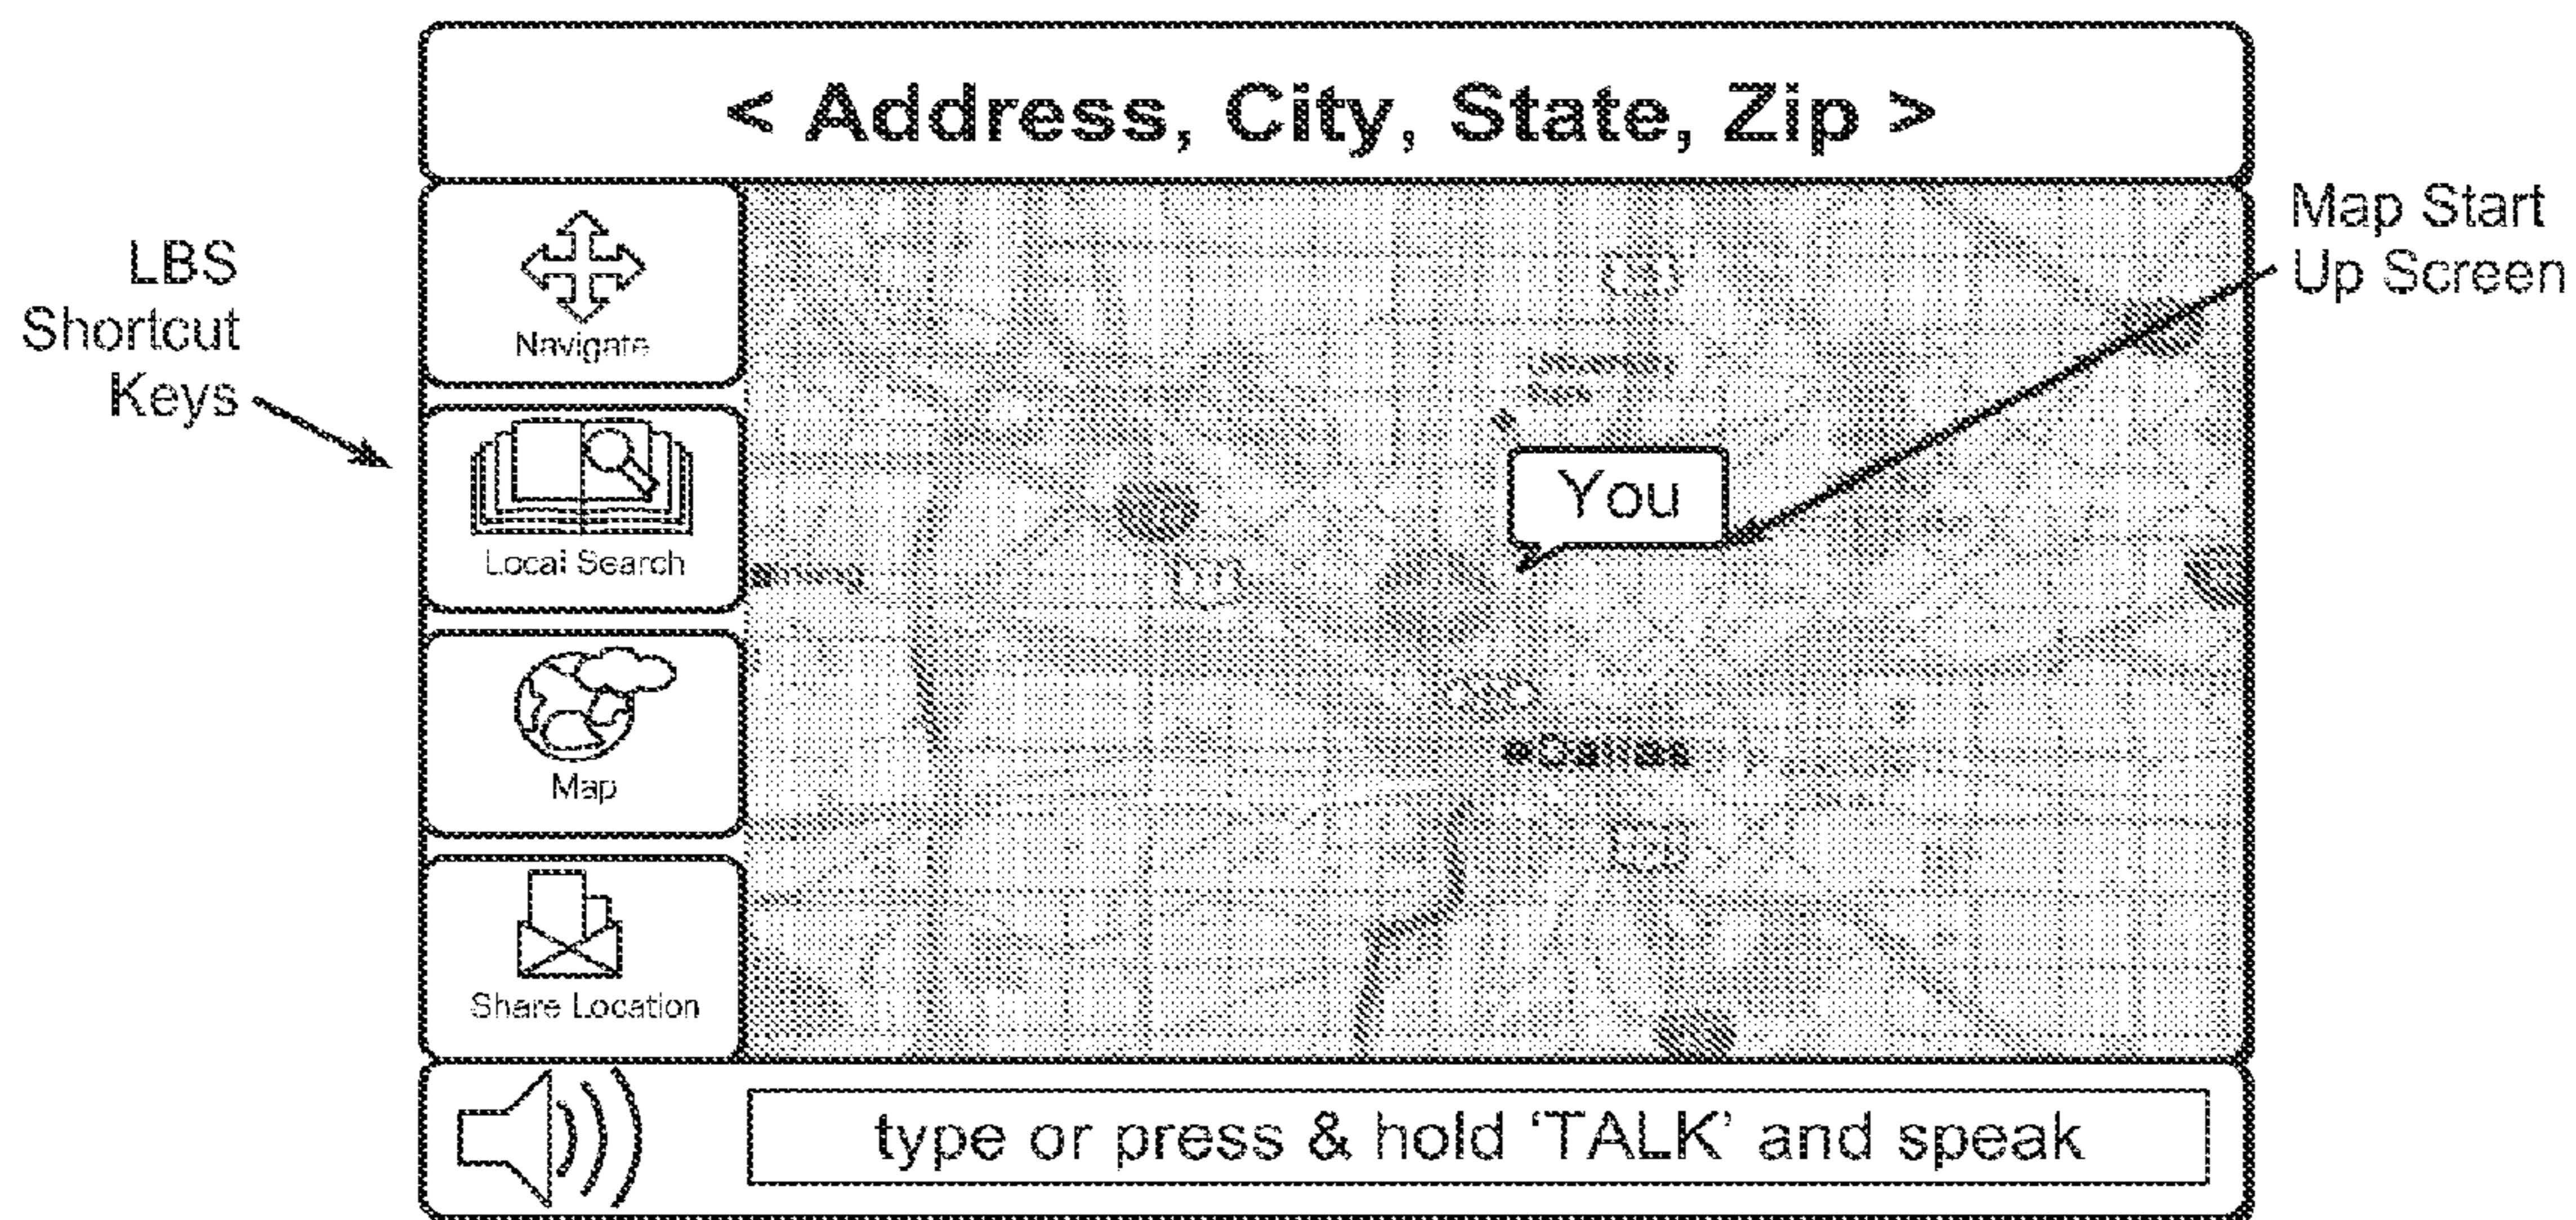 < Address, City, State, Zip >
LBS
Shortcut
Keys
Navigate
Local Search
Map
Share Location
You
Dallas
Map Start
Up Screen
type or press & hold ‘TALK’ and speak